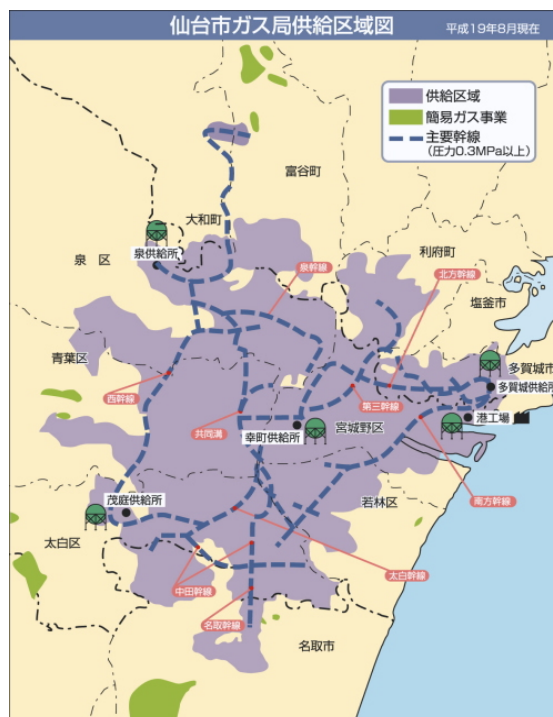 仙台市ガス局供給区域図
平成19年8月現在
供給区域
簡易ガス事業
主要幹線
(圧力0.3MPa以上)
富谷町
大和町
利府町
泉供給所
泉区
泉幹線
北方幹線
塩釜市
青葉区
多賀城市
西幹線
多賀城供給所
第三幹線
港工場
共同溝
幸町供給所
宮城野区
茂庭供給所
若林区
南方幹線
太白区
太白幹線
中田幹線
名取幹線
名取市